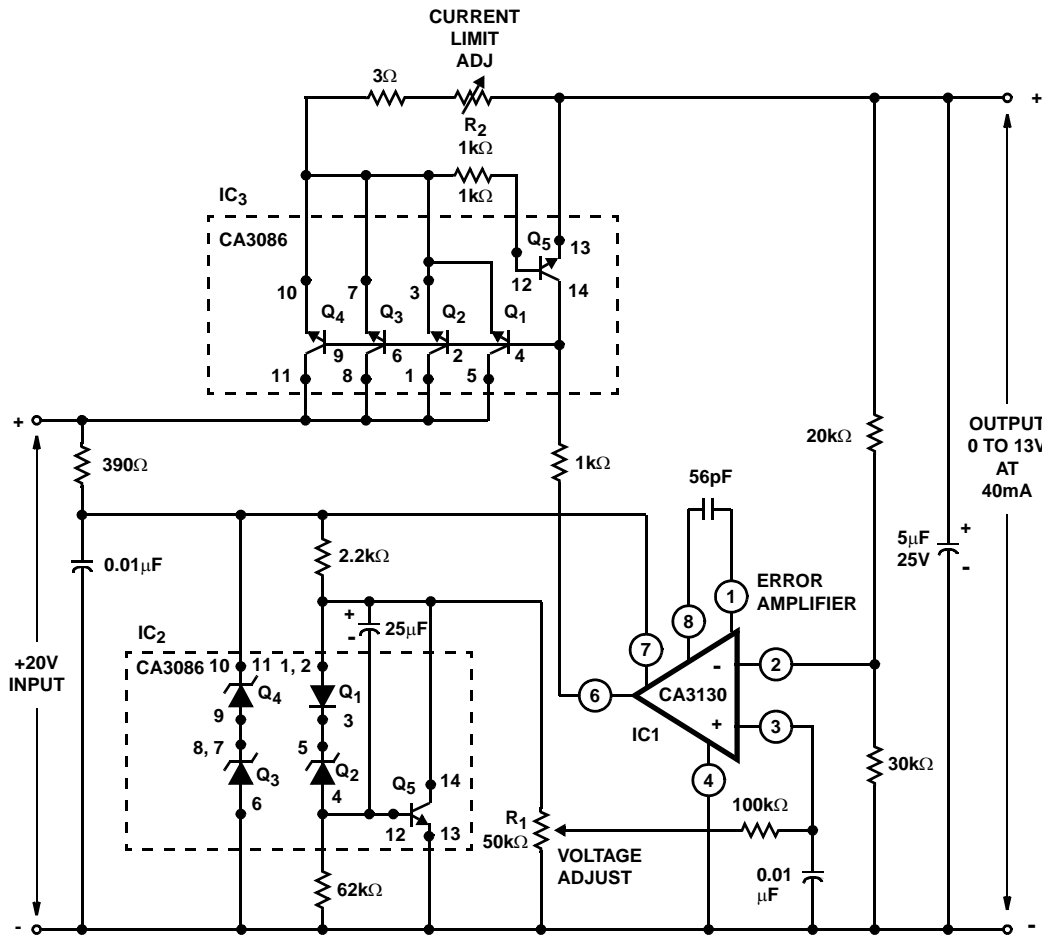 CURRENT
LIMIT
ADJ
3Ω
R2
1kΩ
1kΩ
+
IC3
CA3086
Q5
13
12
14
10
7
3
Q4
Q3
Q2
Q1
9
6
2
4
11
8
1
5
+
390Ω
1kΩ
56pF
20kΩ
OUTPUT
0 TO 13V
AT
40mA
0.01μF
2.2kΩ
5μF
25V
+
-
ERROR
AMPLIFIER
1
8
7
+
-
25μF
IC2
CA3086
+20V
INPUT
10
11
1, 2
Q4
Q1
9
3
8, 7
5
Q3
Q2
6
4
Q5
14
12
13
-
2
CA3130
6
+
3
IC1
4
30kΩ
R1
50kΩ
100kΩ
VOLTAGE
ADJUST
0.01
μF
62kΩ
-
-